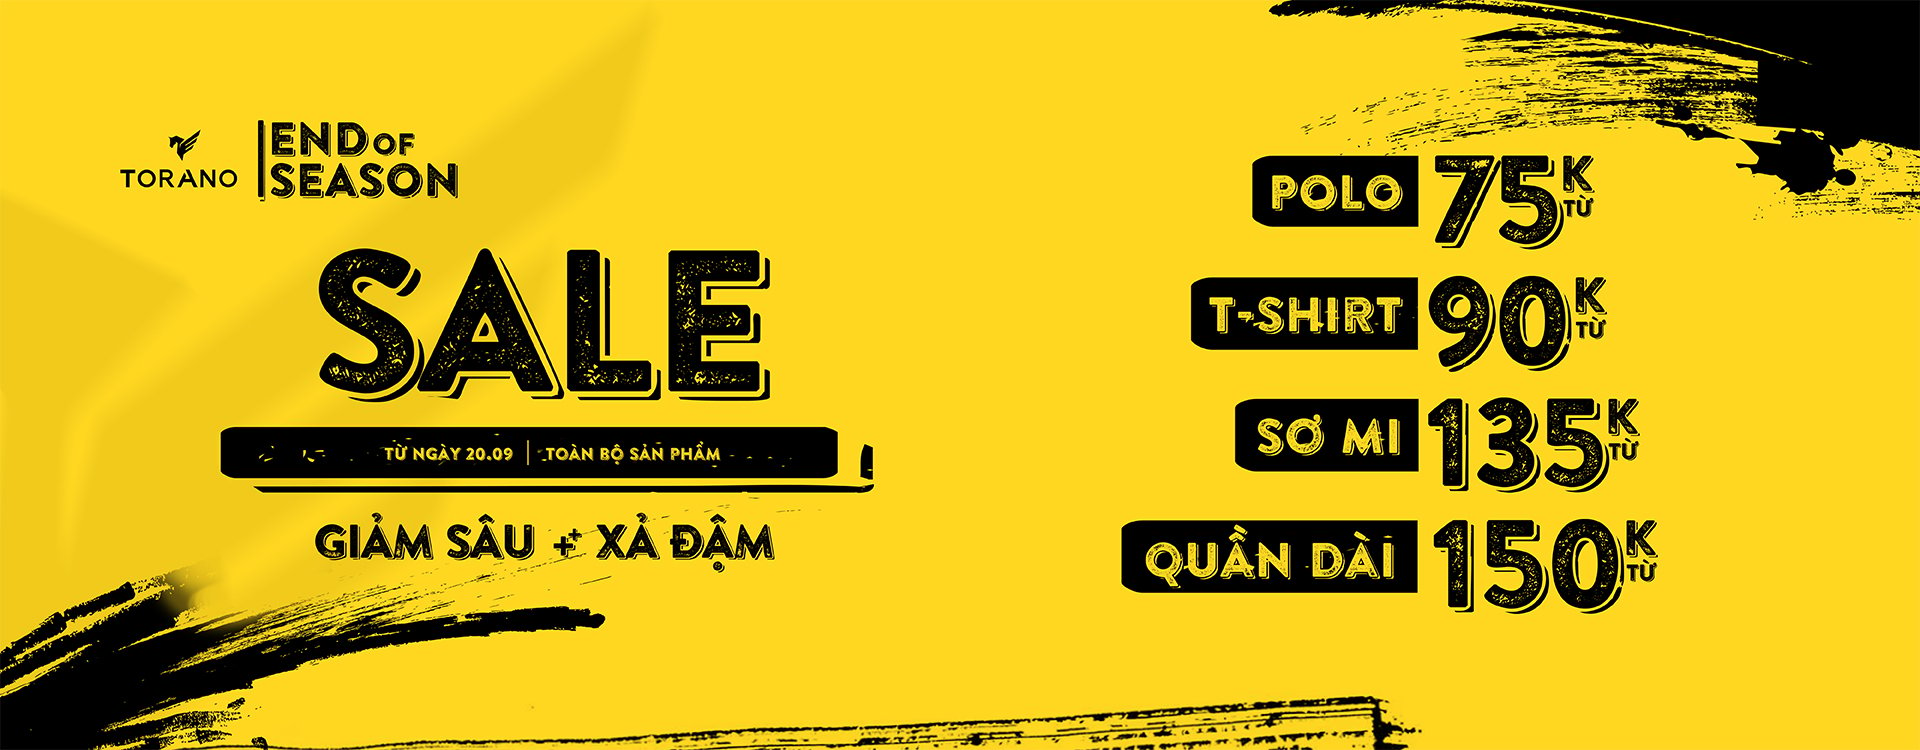 TORANO
END OF
SEASON
SALE
TỪ NGÀY 20.09 | TOÀN BỘ SẢN PHẨM
GIẢM SÂU ++ XẢ ĐẬM
POLO 75K TỪ
T-SHIRT 90K TỪ
SƠ MI 135K TỪ
QUẦN DÀI 150K TỪ